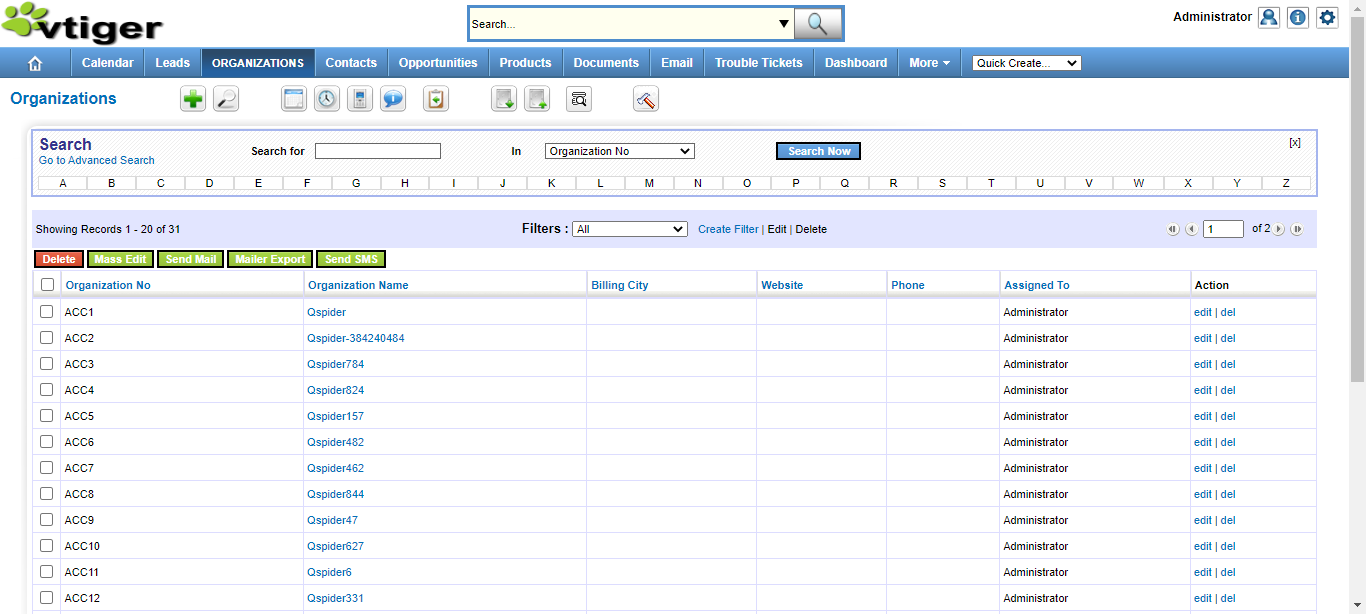 vtiger
Search...
Administrator
Calendar Leads ORGANIZATIONS Contacts Opportunities Products Documents Email Trouble Tickets Dashboard More Quick Create...
Organizations
Search
Go to Advanced Search
Search for In Organization No Search Now [x]
A B C D E F G H I J K L M N O P Q R S T U V W X Y Z
Showing Records 1 - 20 of 31 Filters : All Create Filter | Edit | Delete 1 of 2
Delete Mass Edit Send Mail Mailer Export Send SMS
Organization No Organization Name Billing City Website Phone Assigned To Action
ACC1 Qspider Administrator edit | del
ACC2 Qspider-384240484 Administrator edit | del
ACC3 Qspider784 Administrator edit | del
ACC4 Qspider824 Administrator edit | del
ACC5 Qspider157 Administrator edit | del
ACC6 Qspider482 Administrator edit | del
ACC7 Qspider462 Administrator edit | del
ACC8 Qspider844 Administrator edit | del
ACC9 Qspider47 Administrator edit | del
ACC10 Qspider627 Administrator edit | del
ACC11 Qspider6 Administrator edit | del
ACC12 Qspider331 Administrator edit | del